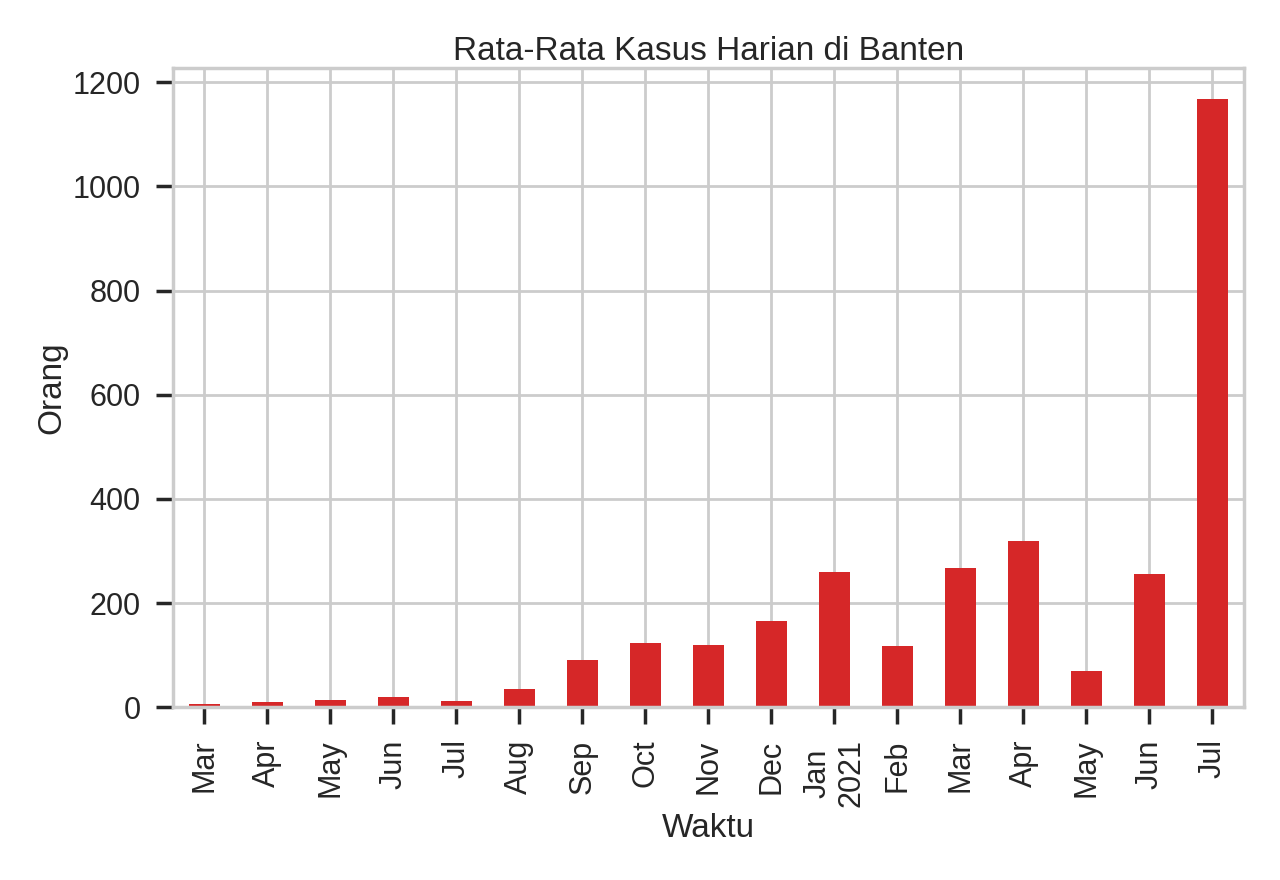 Rata-Rata Kasus Harian di Banten
1200
1000
800
600
400
200
0
Orang
Mar
Apr
May
Jun
Jul
Aug
Sep
Oct
Nov
Dec
Jan
2021
Feb
Mar
Apr
May
Jun
Jul
Waktu